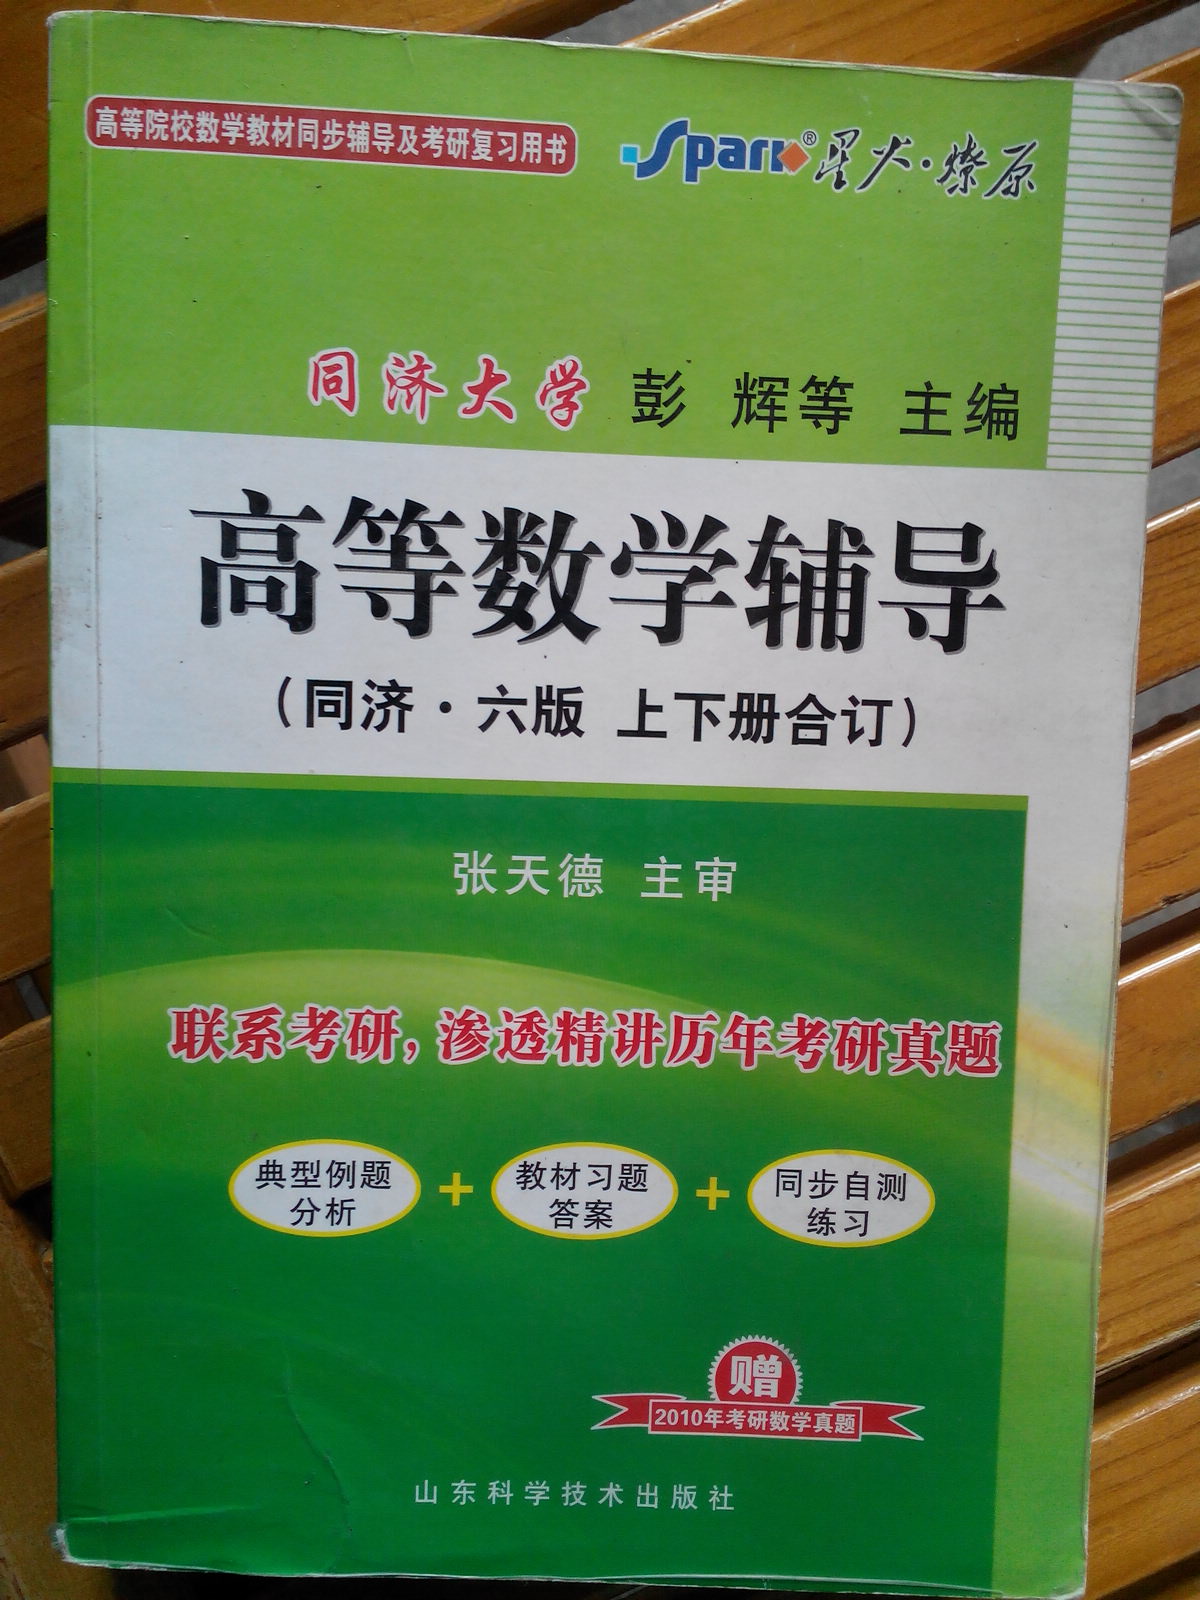 高等院校数学教材同步辅导及考研复习用书
Spark® 星火·燎原
同济大学 彭 辉等 主编
高等数学辅导
(同济·六版 上下册合订)
张天德 主审
联系考研,渗透精讲历年考研真题
典型例题
分析
+
教材习题
答案
+
同步自测
练习
赠
2010年考研数学真题
山东科学技术出版社